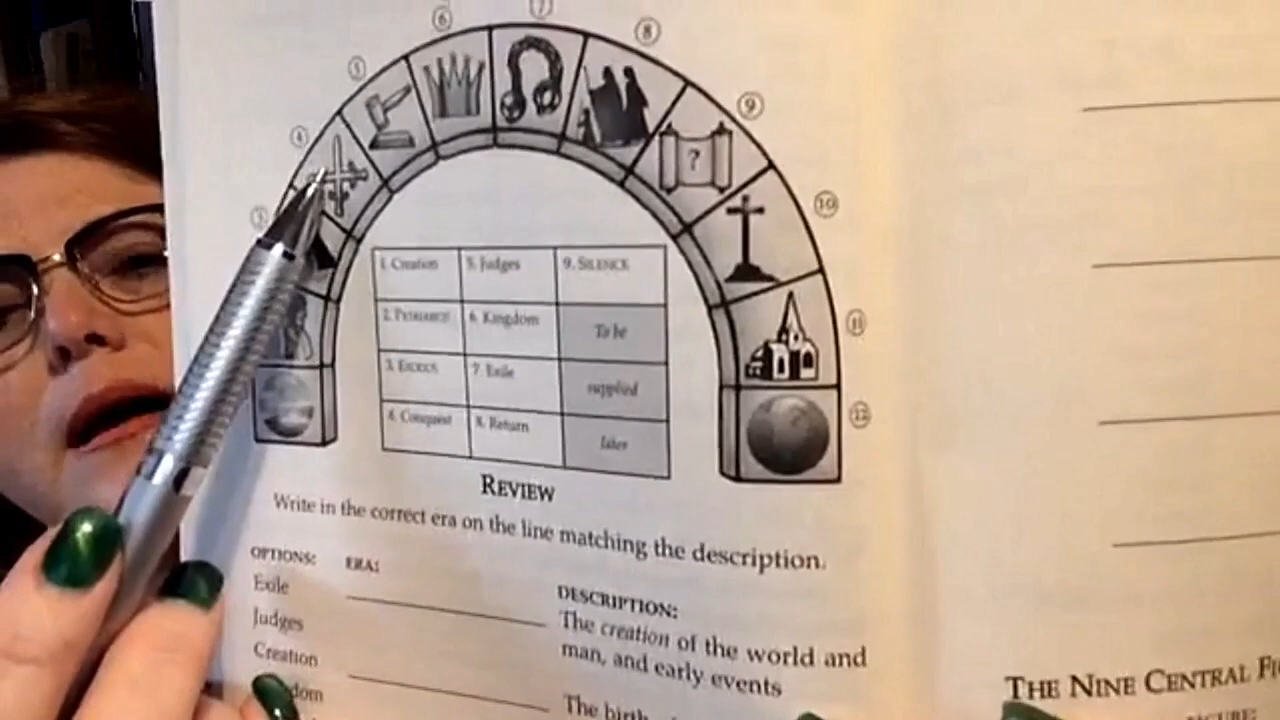 6
7
8
5
9
4
?
10
3
1. Creation 5. Judges 9. SILENCE
2. PATRIARCH 6. Kingdom To be
11
3. EXODUS 7. Exile supplied
4. Conquest 8. Return later
12
REVIEW
Write in the correct era on the line matching the description.
OPTIONS: ERA: DESCRIPTION:
Exile The creation of the world and
Judges man, and early events
Creation
The birth
THE NINE CENTRAL